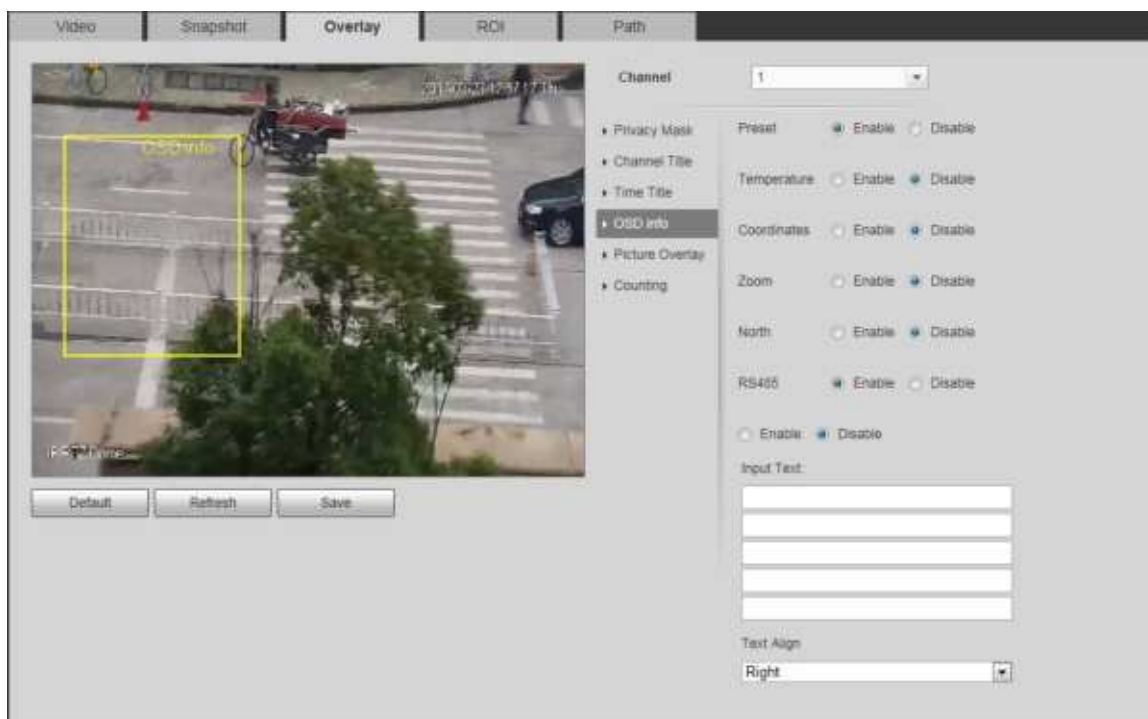 Video Snapshot Overlay ROI Path
Channel 1
OSD info
Privacy Mask
Channel Title
Time Title
OSD info
Picture Overlay
Counting
Preset Enable Disable
Temperature Enable Disable
Coordinates Enable Disable
Zoom Enable Disable
North Enable Disable
RS485 Enable Disable
Enable Disable
Input Text
Text Align
Right
Default Refresh Save